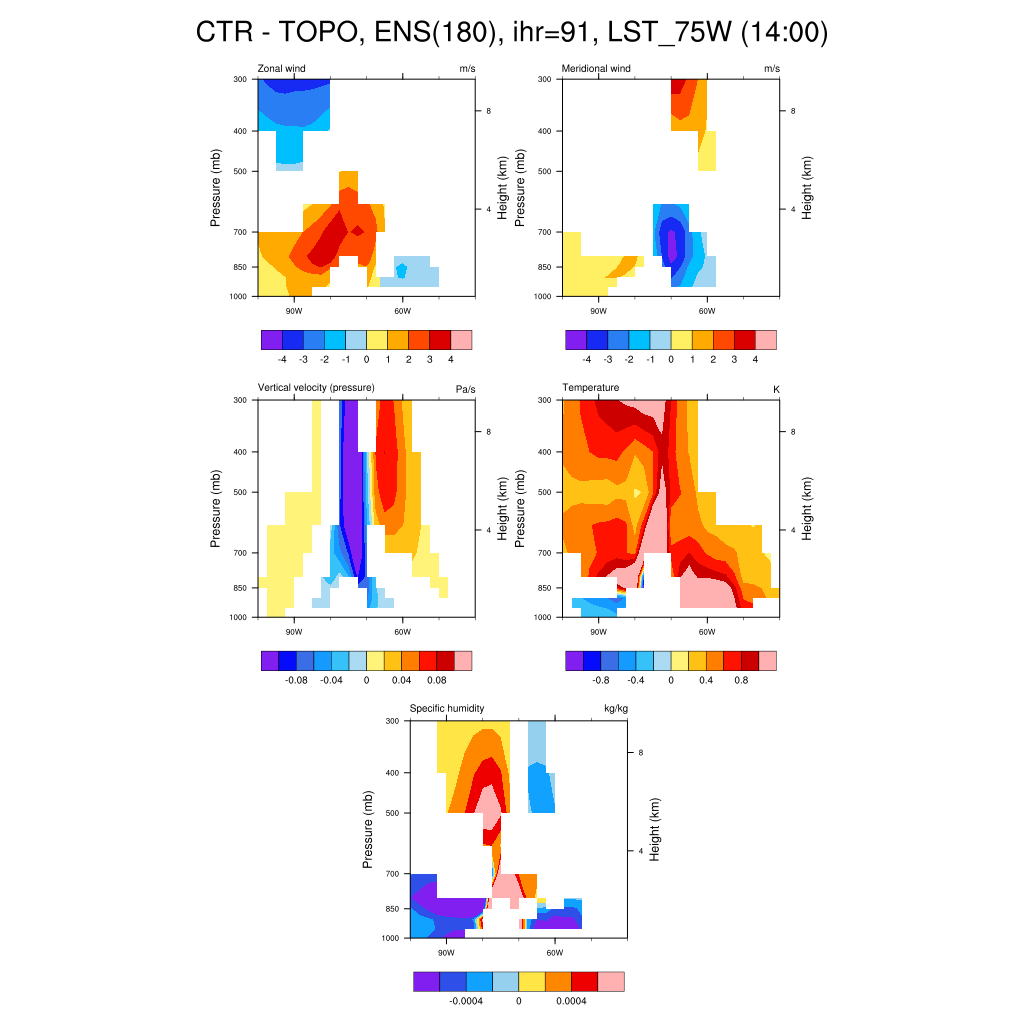 CTR - TOPO, ENS(180), ihr=91, LST_75W (14:00)
Zonal wind m/s
Pressure (mb)
300
400
500
700
850
1000
90W 60W
8
4
Height (km)
-4 -3 -2 -1 0 1 2 3 4
Meridional wind m/s
Pressure (mb)
300
400
500
700
850
1000
90W 60W
8
4
Height (km)
-4 -3 -2 -1 0 1 2 3 4
Vertical velocity (pressure) Pa/s
Pressure (mb)
300
400
500
700
850
1000
90W 60W
8
4
Height (km)
-0.08 -0.04 0 0.04 0.08
Temperature K
Pressure (mb)
300
400
500
700
850
1000
90W 60W
8
4
Height (km)
-0.8 -0.4 0 0.4 0.8
Specific humidity kg/kg
Pressure (mb)
300
400
500
700
850
1000
90W 60W
8
4
Height (km)
-0.0004 0 0.0004